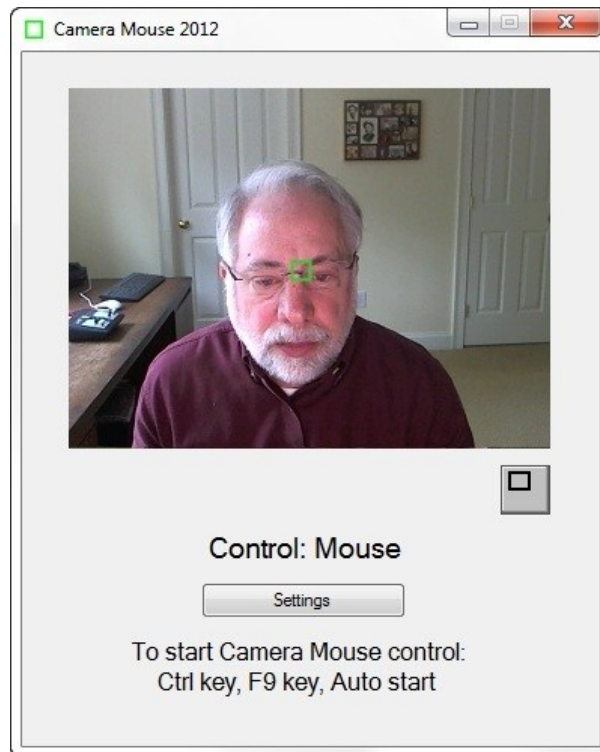 Camera Mouse 2012
Control: Mouse
Settings
To start Camera Mouse control:
Ctrl key, F9 key, Auto start